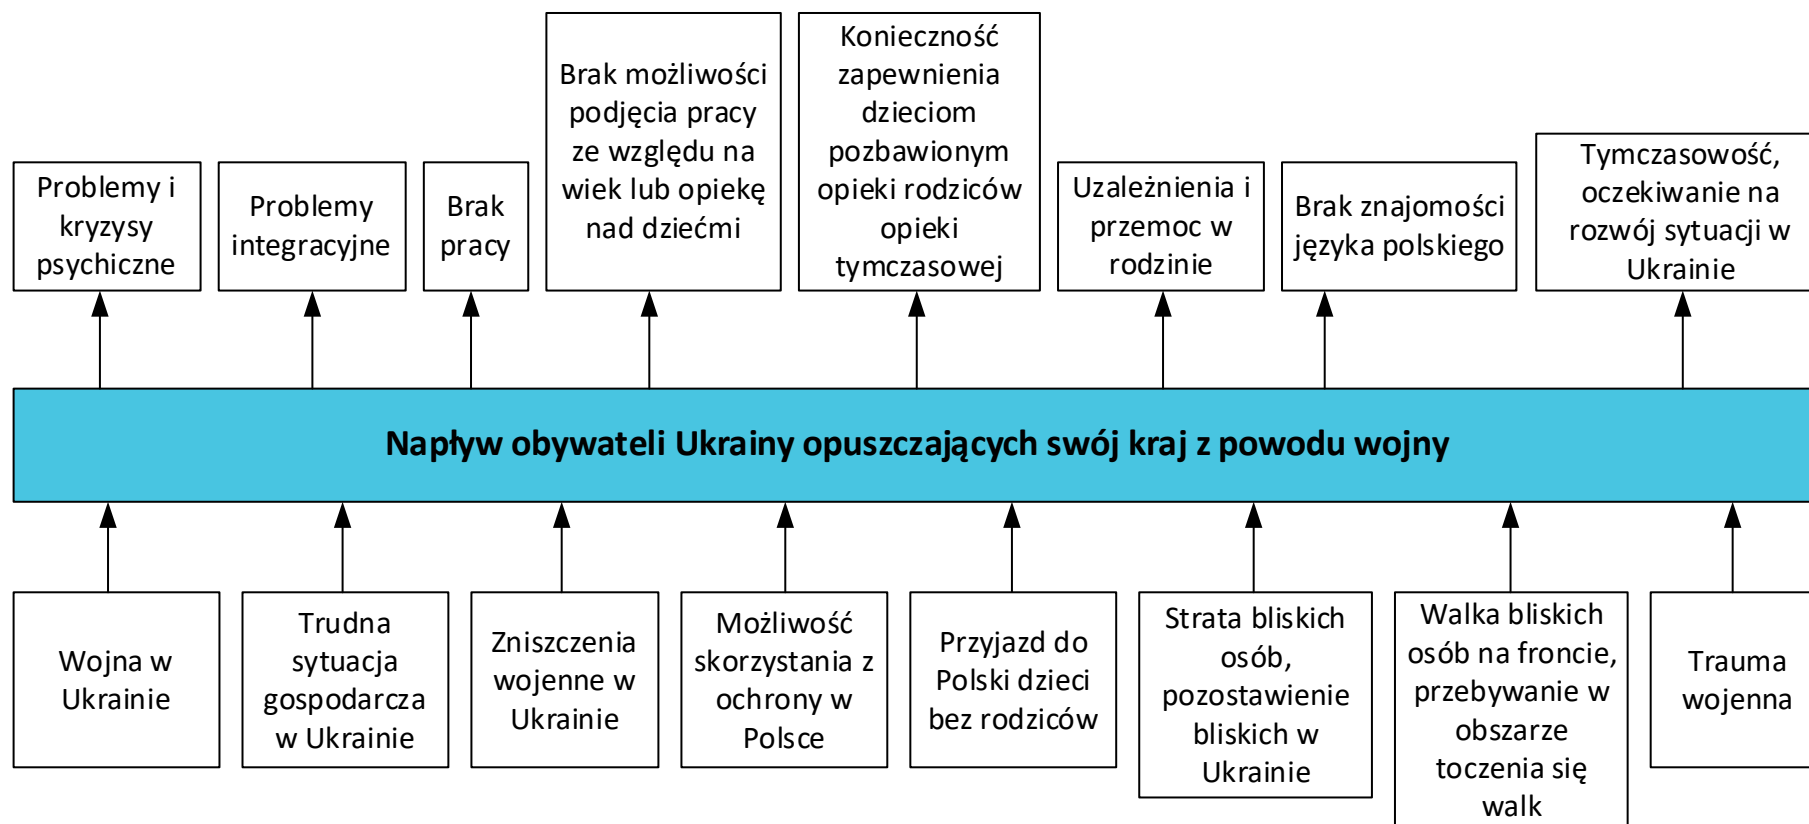 Problemy i
kryzysy
psychiczne
Problemy
integracyjne
Brak
pracy
Brak możliwości
podjęcia pracy
ze względu na
wiek lub opiekę
nad dziećmi
Konieczność
zapewnienia
dzieciom
pozbawionym
opieki rodziców
opieki
tymczasowej
Uzależnienia i
przemoc w
rodzinie
Brak znajomości
języka polskiego
Tymczasowość,
oczekiwanie na
rozwój sytuacji w
Ukrainie
Napływ obywateli Ukrainy opuszczających swój kraj z powodu wojny
Wojna w
Ukrainie
Trudna
sytuacja
gospodarcza
w Ukrainie
Zniszczenia
wojenne w
Ukrainie
Możliwość
skorzystania z
ochrony w
Polsce
Przyjazd do
Polski dzieci
bez rodziców
Strata bliskich
osób,
pozostawienie
bliskich w
Ukrainie
Walka bliskich
osób na froncie,
przebywanie w
obszarze
toczenia się
walk
Trauma
wojenna